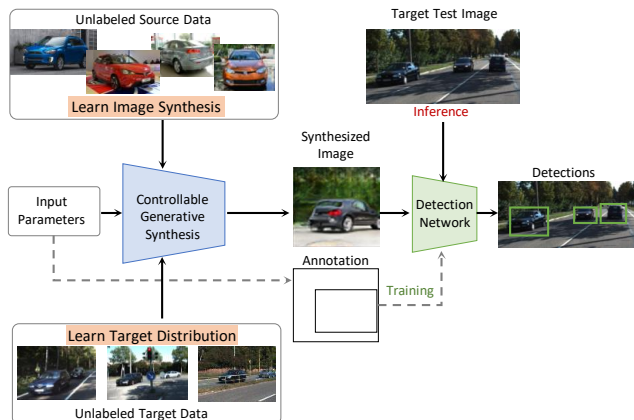 Unlabeled Source Data
Learn Image Synthesis
Target Test Image
Inference
Input
Parameters
Controllable
Generative
Synthesis
Synthesized
Image
Detection
Network
Detections
Annotation
Training
Learn Target Distribution
Unlabeled Target Data